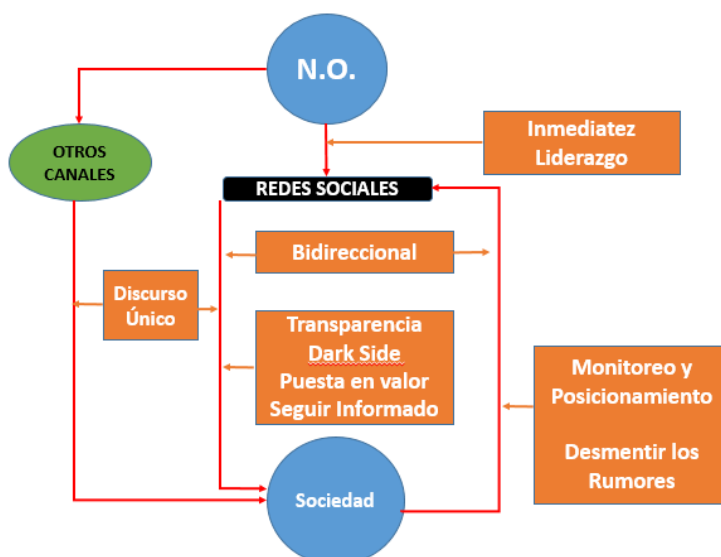 N.O.
OTROS
CANALES
Inmediatez
Liderazgo
REDES SOCIALES
Bidireccional
Discurso
Único
Transparencia
Dark Side
Puesta en valor
Seguir Informado
Monitoreo y
Posicionamiento
Desmentir los
Rumores
Sociedad